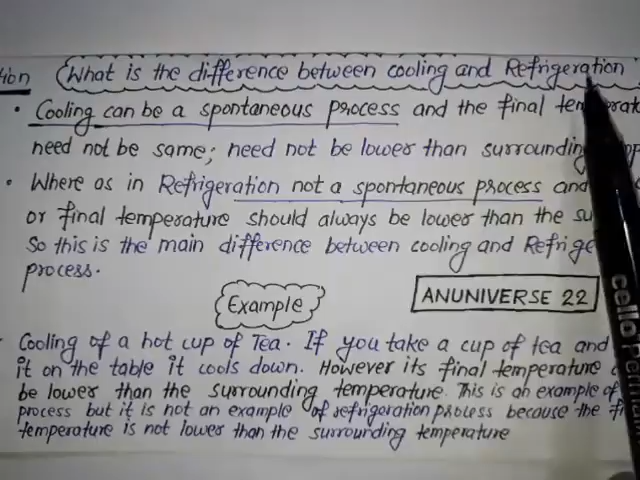 tion What is the difference between cooling and Refrigeration
• Cooling can be a spontaneous process and the final
need not be same; need not be lower than surrounding
• Where as in Refrigeration not a spontaneous process and
or final temperature should always be lower than the su
So this is the main difference between cooling and Refrige
process.
Example
ANUNIVERSE 22
Cooling of a hot cup of Tea. If you take a cup of tea and
it on the table it cools down. However its final temperature
be lower than the surrounding temperature. This is an example of
process but it is not an example of refrigoration process because the
temperature is not lower than the surrounding temperature
cello